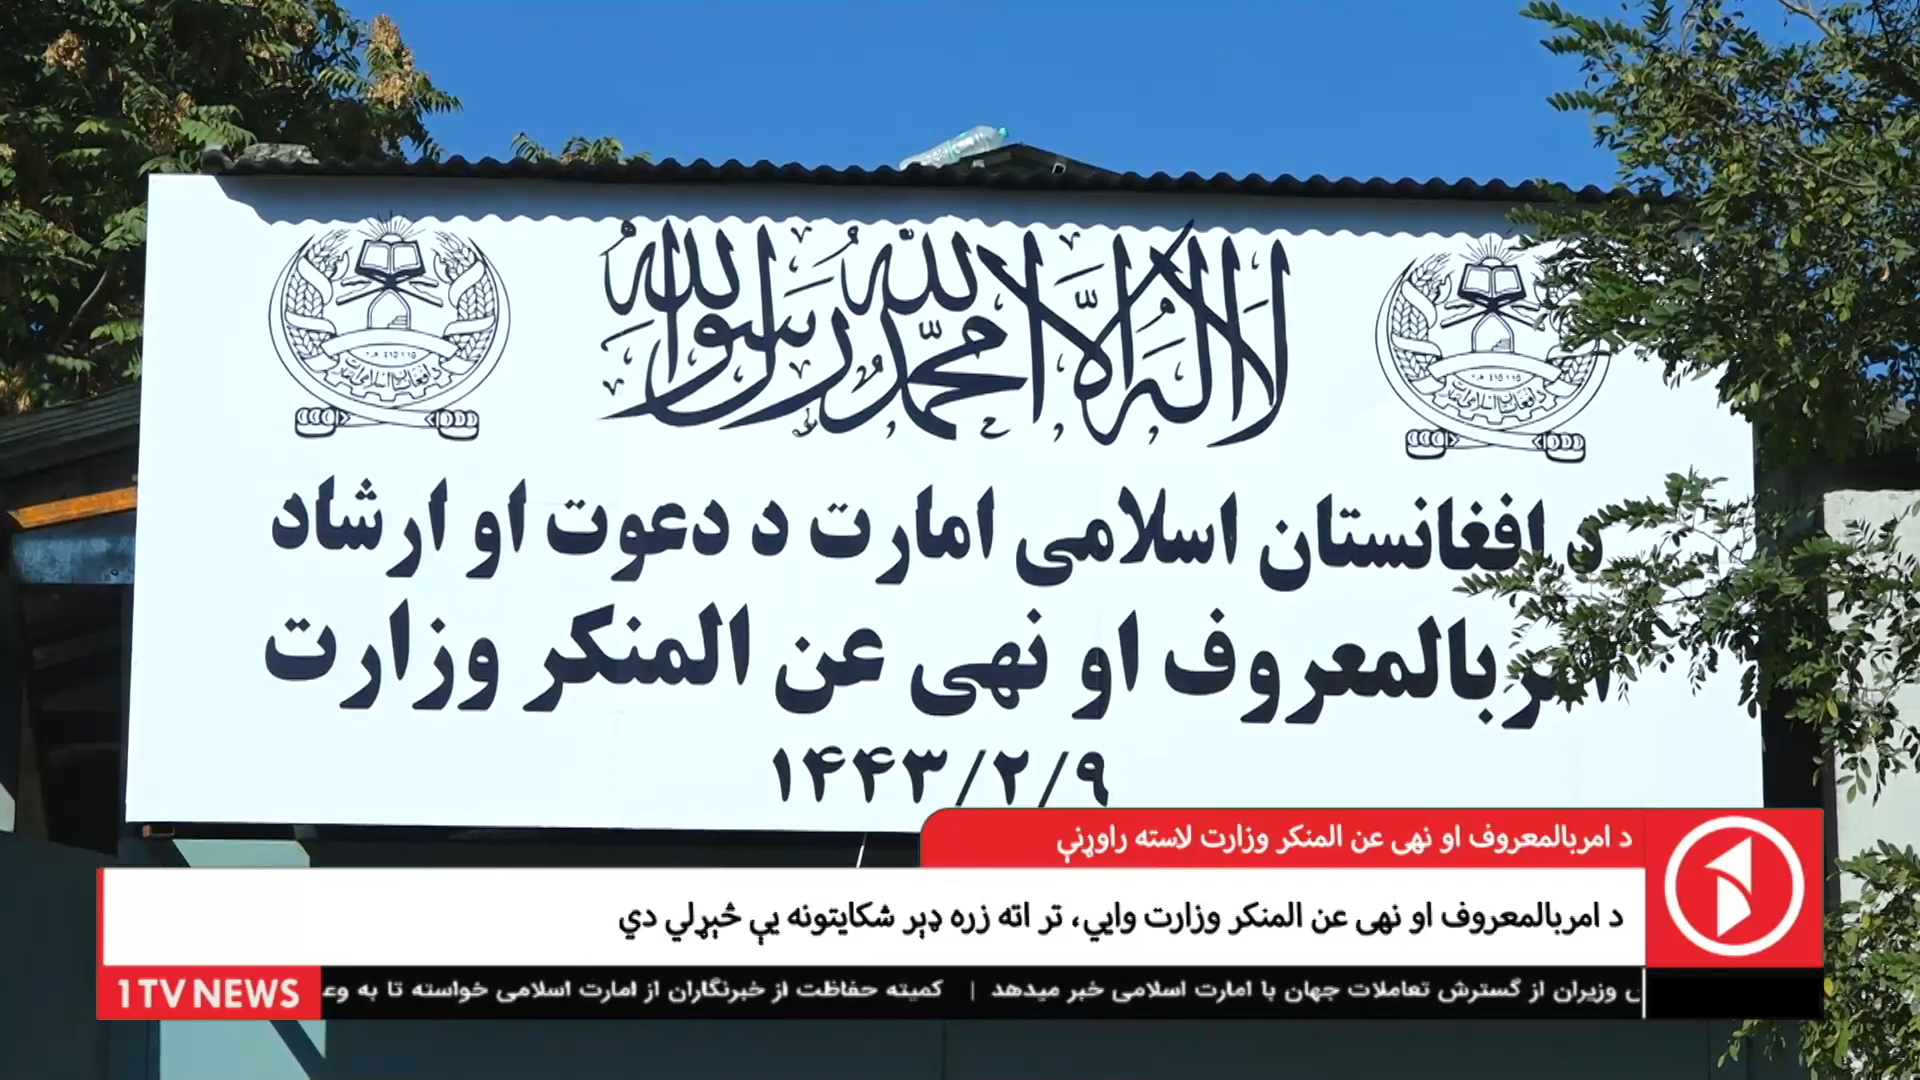 لا اله الا الله محمد رسول الله
د افغانستان اسلامی امارت د دعوت او ارشاد
امربالمعروف او نهی عن المنکر وزارت
۱۴۴۳/۲/۹
د امربالمعروف او نهی عن المنکر وزارت لاسته راوړنې
د امربالمعروف او نهی عن المنکر وزارت وايي، تر اته زره ډېر شکايتونه يې څېړلي دي
وزیران از گسترش تعاملات جهان با امارت اسلامی خبر میدهد | کمیته حفاظت از خبرنگاران از امارت اسلامی خواسته تا به
1TV NEWS